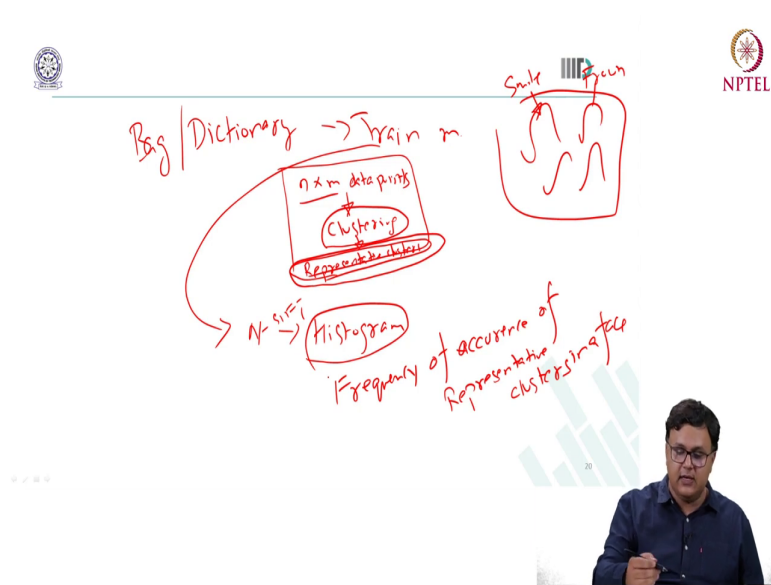 NPTEL
Smile Frown
Bag/Dictionary → Train m
n x m data points
Clustering
Representative clusters
N SIFT → Histogram
Frequency of accurence of
Representative
clusters in a face
20